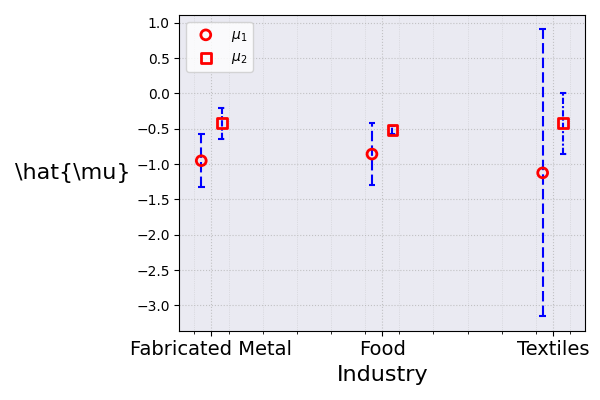 1.0
0.5
0.0
−0.5
−1.0
−1.5
−2.0
−2.5
−3.0
\hat{\mu}
μ1
μ2
Fabricated Metal Food Textiles
Industry